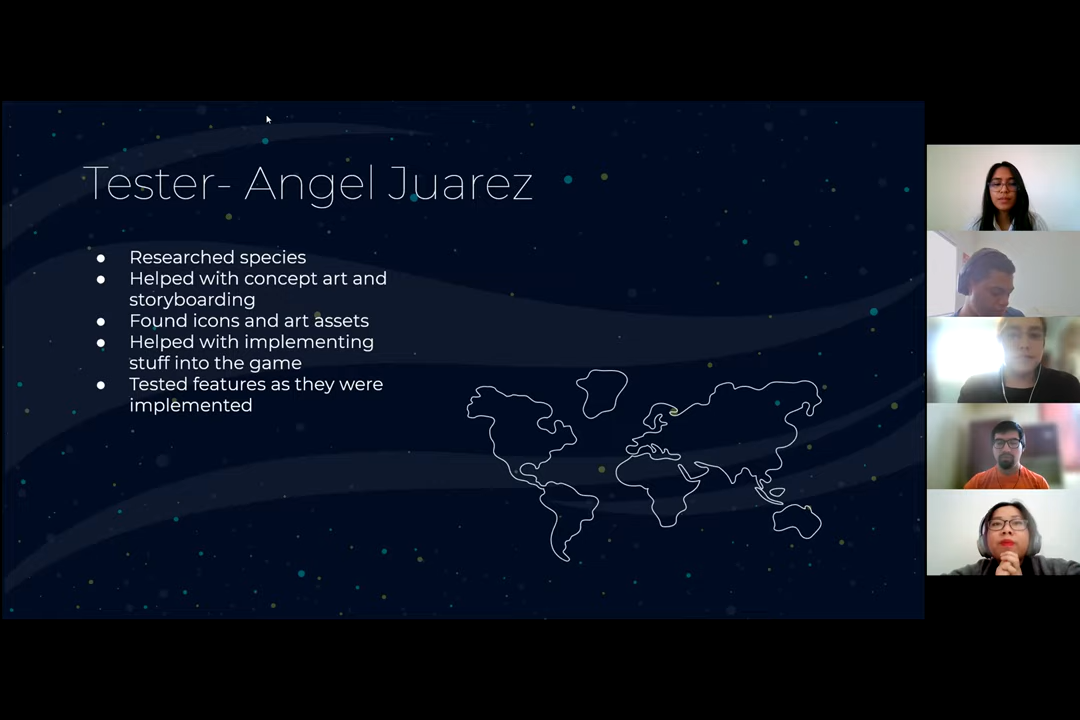 Tester- Angel Juarez
● Researched species
● Helped with concept art and
storyboarding
● Found icons and art assets
● Helped with implementing
stuff into the game
● Tested features as they were
implemented